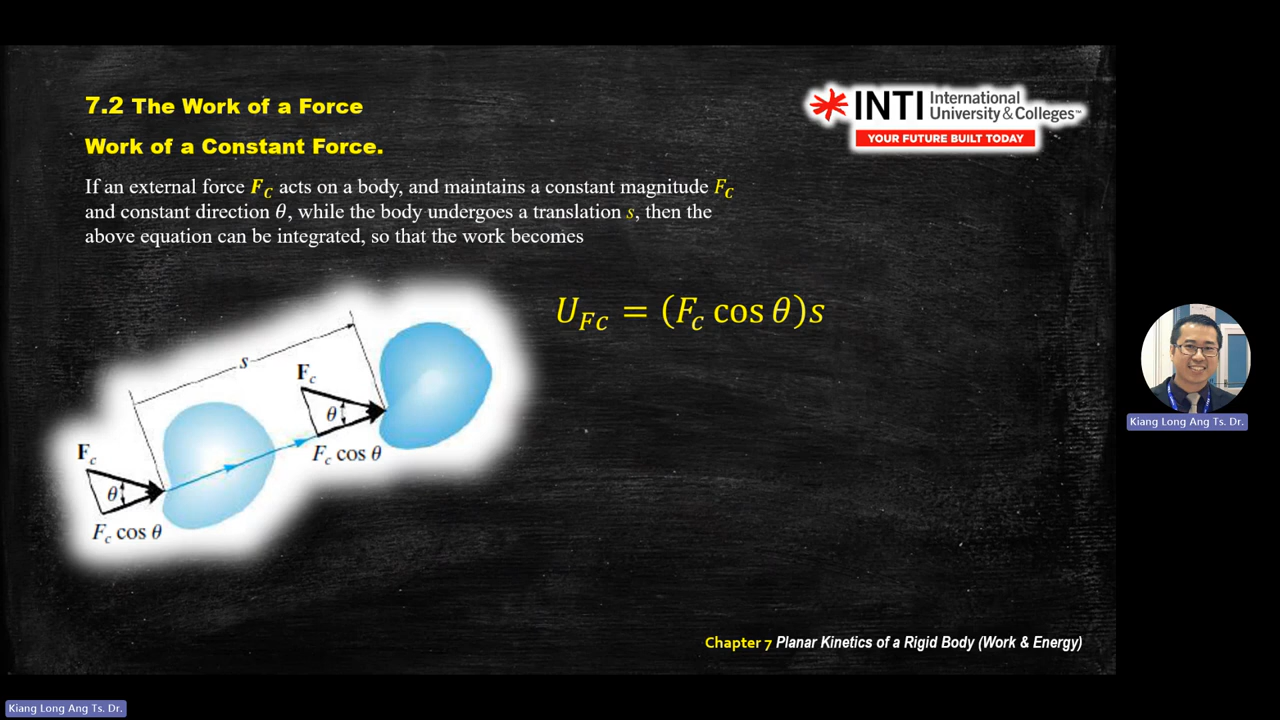 7.2 The Work of a Force
Work of a Constant Force.
INTI International
University & Colleges™
YOUR FUTURE BUILT TODAY
If an external force F_C acts on a body, and maintains a constant magnitude F_C
and constant direction θ, while the body undergoes a translation s, then the
above equation can be integrated, so that the work becomes
U_{Fc} = (F_c cos θ)s
s
F_c
θ
F_c cos θ
F_c
θ
F_c cos θ
Kiang Long Ang Ts. Dr.
Chapter 7 Planar Kinetics of a Rigid Body (Work & Energy)
Kiang Long Ang Ts. Dr.